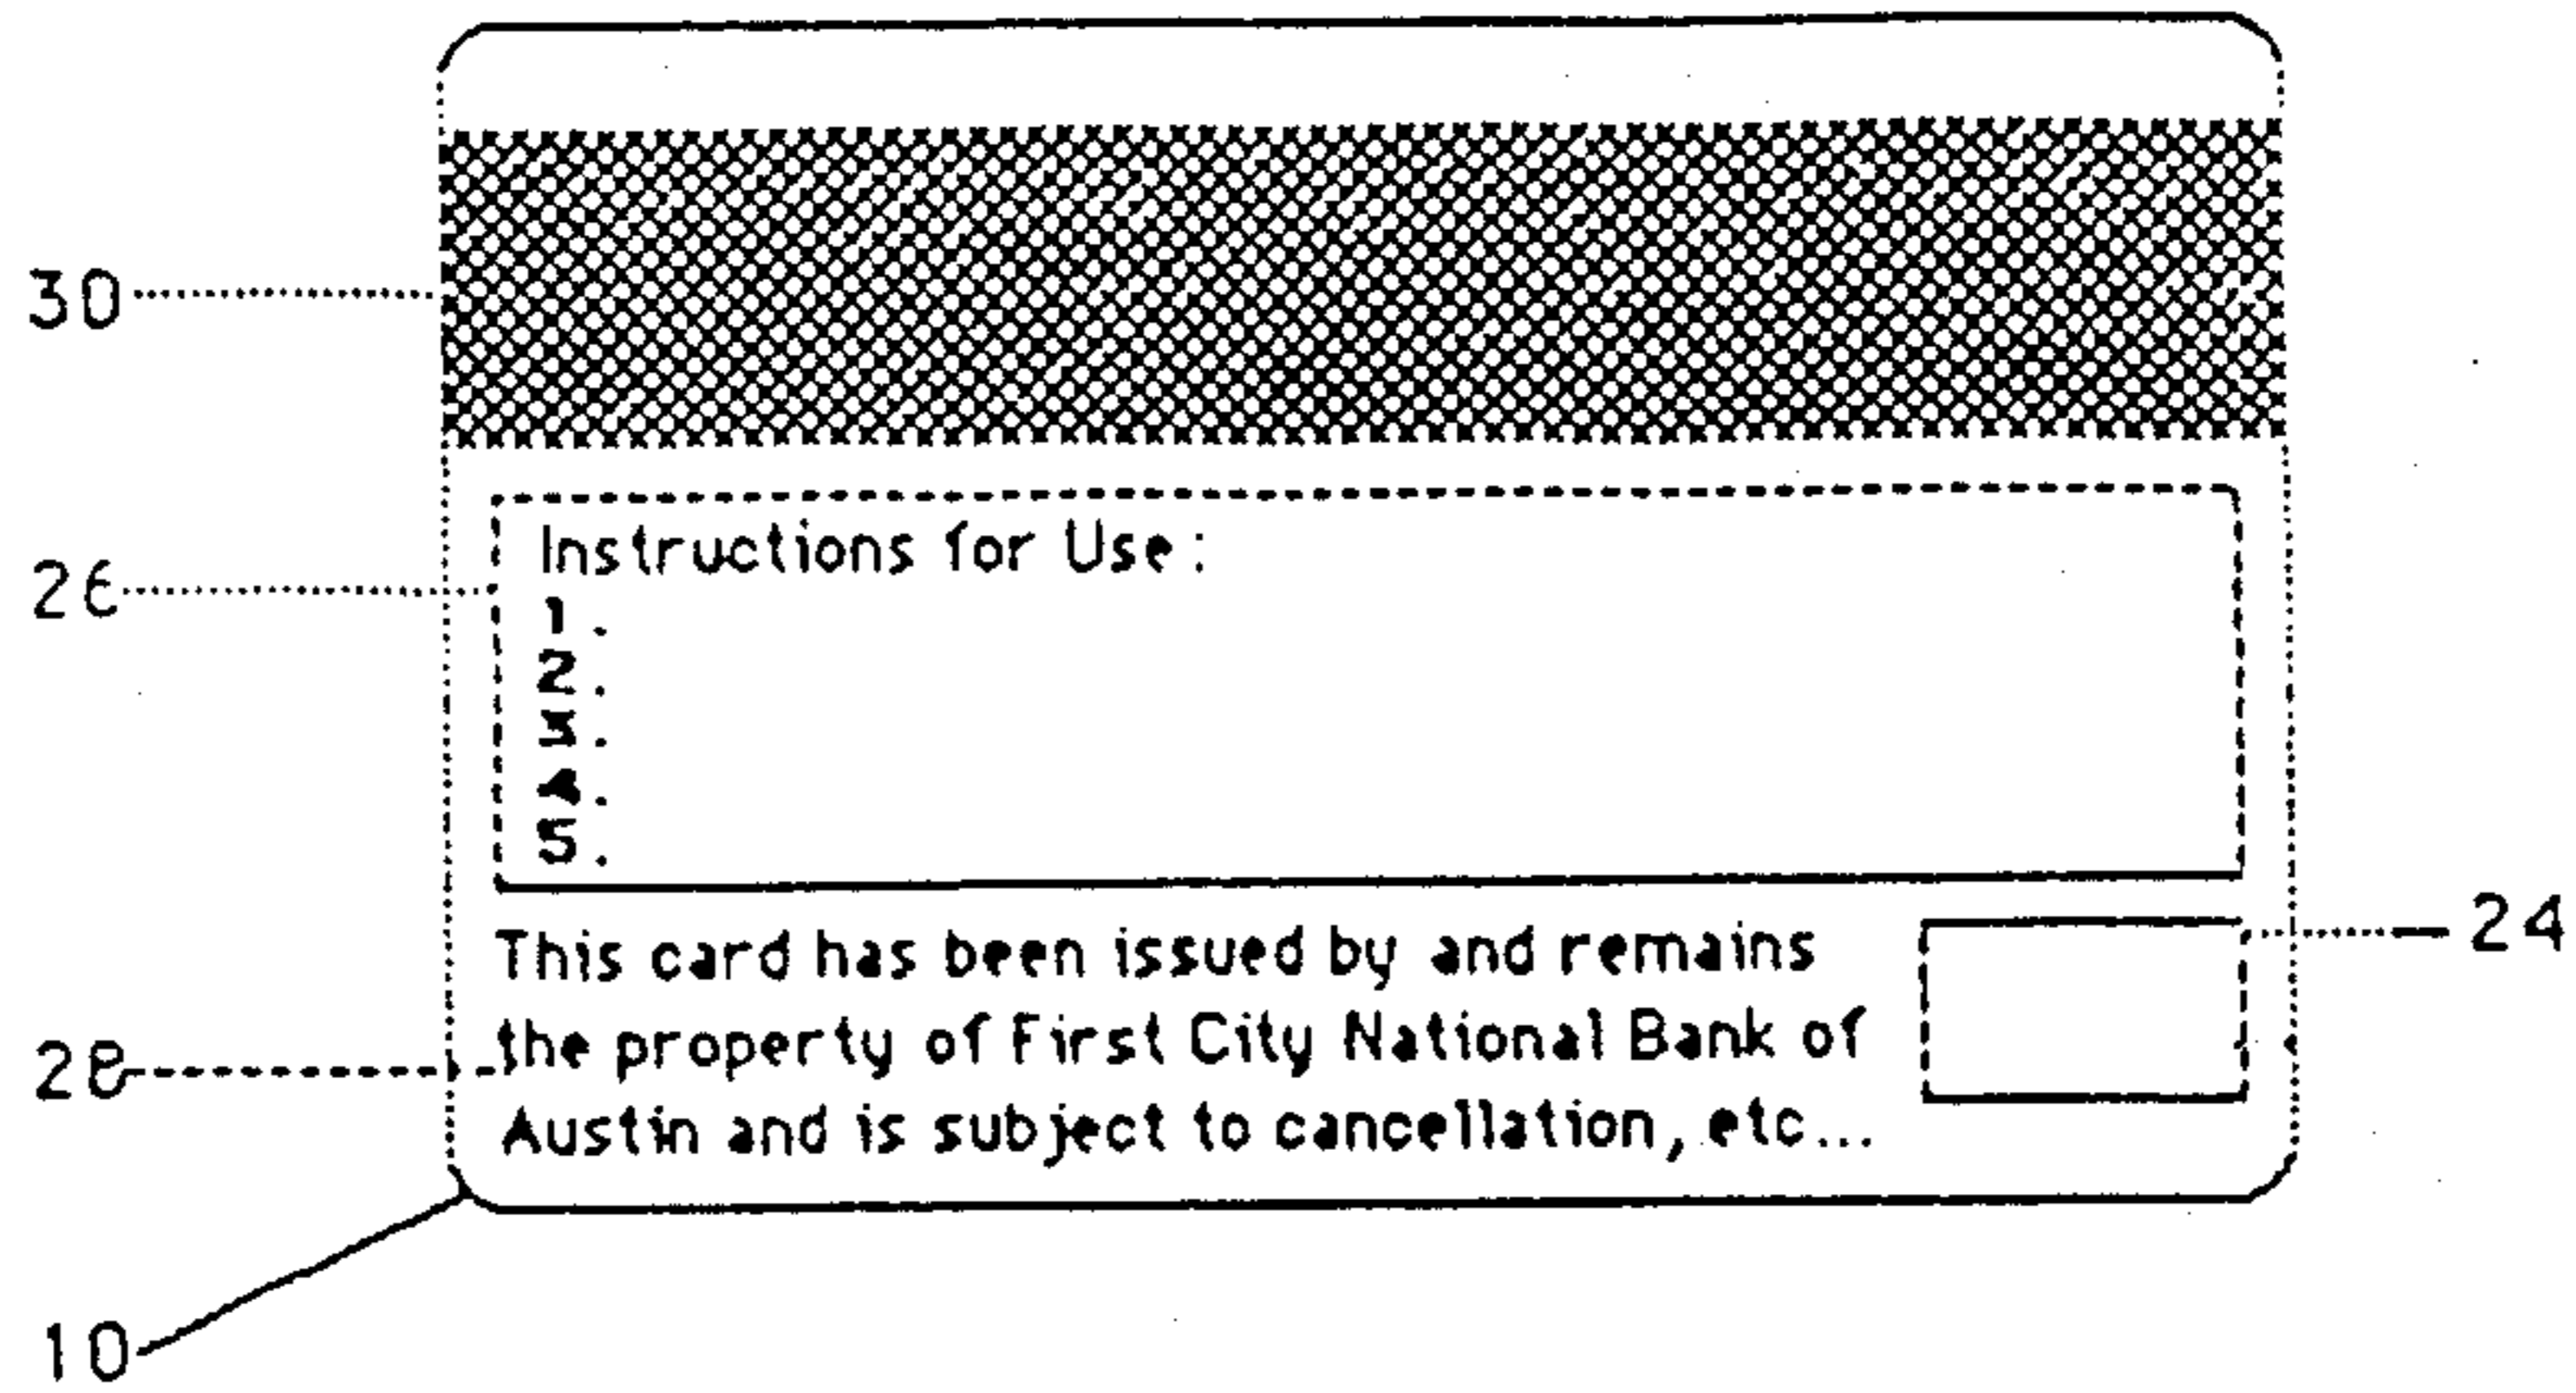 30
26
Instructions for Use:
1.
2.
3.
4.
5.
24
This card has been issued by and remains
the property of First City National Bank of
Austin and is subject to cancellation, etc...
28
10